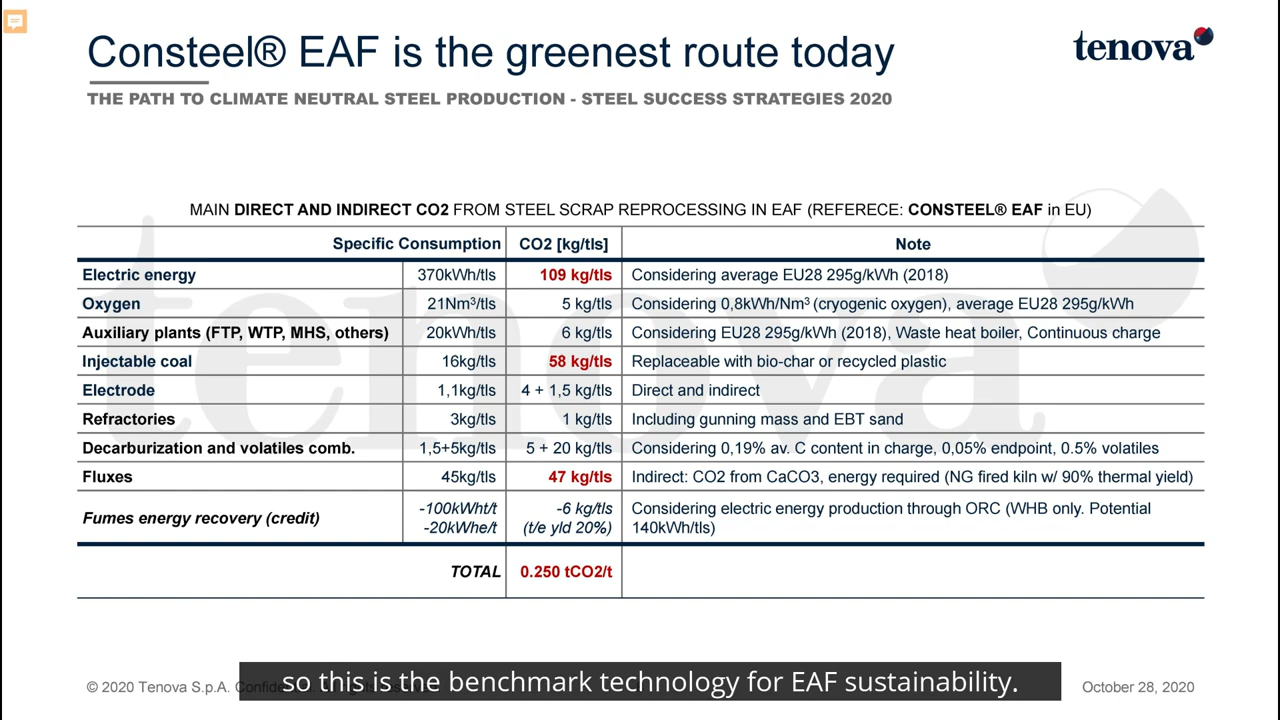 Consteel® EAF is the greenest route today
tenova
THE PATH TO CLIMATE NEUTRAL STEEL PRODUCTION - STEEL SUCCESS STRATEGIES 2020
MAIN DIRECT AND INDIRECT CO2 FROM STEEL SCRAP REPROCESSING IN EAF (REFERECE: CONSTEEL® EAF in EU)
Specific Consumption CO2 [kg/tls] Note
Electric energy 370kWh/tls 109 kg/tls Considering average EU28 295g/kWh (2018)
Oxygen 21Nm³/tls 5 kg/tls Considering 0,8kWh/Nm³ (cryogenic oxygen), average EU28 295g/kWh
Auxiliary plants (FTP, WTP, MHS, others) 20kWh/tls 6 kg/tls Considering EU28 295g/kWh (2018), Waste heat boiler, Continuous charge
Injectable coal 16kg/tls 58 kg/tls Replaceable with bio-char or recycled plastic
Electrode 1,1kg/tls 4 + 1,5 kg/tls Direct and indirect
Refractories 3kg/tls 1 kg/tls Including gunning mass and EBT sand
Decarburization and volatiles comb. 1,5+5kg/tls 5 + 20 kg/tls Considering 0,19% av. C content in charge, 0,05% endpoint, 0.5% volatiles
Fluxes 45kg/tls 47 kg/tls Indirect: CO2 from CaCO3, energy required (NG fired kiln w/ 90% thermal yield)
Fumes energy recovery (credit) -100kWht/t -6 kg/tls Considering electric energy production through ORC (WHB only. Potential
-20kWhe/t (t/e yld 20%) 140kWh/tls)
TOTAL 0.250 tCO2/t
tenova
so this is the benchmark technology for EAF sustainability.
© 2020 Tenova S.p.A. October 28, 2020